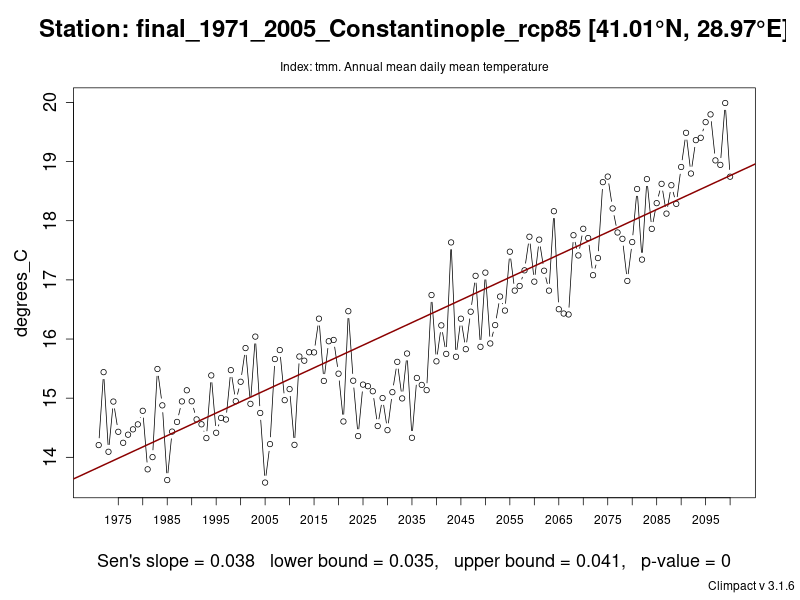 Station: final_1971_2005_Constantinople_rcp85 [41.01°N, 28.97°E]
Index: tmm. Annual mean daily mean temperature
degrees_C
20
19
18
17
16
15
14
1975 1985 1995 2005 2015 2025 2035 2045 2055 2065 2075 2085 2095
Sen's slope = 0.038 lower bound = 0.035, upper bound = 0.041, p-value = 0
Climpact v 3.1.6